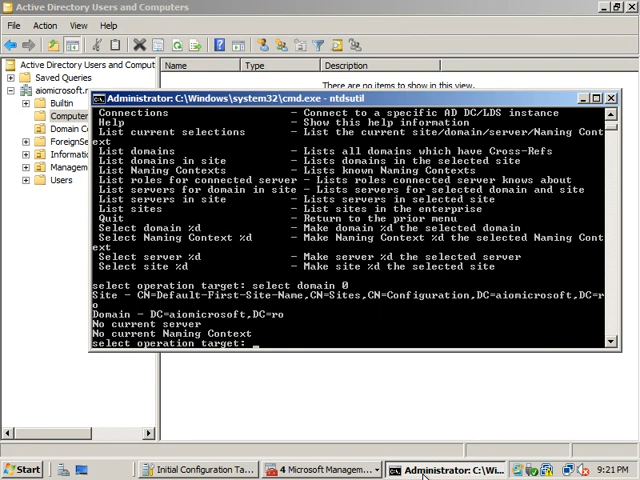 Active Directory Users and Computers
File Action View Help
Active Directory Users and Comput
Saved Queries
aiomicrosoft.r
Builtin
Computer
Domain C
ForeignSe
Informati
Managem
Users
Name Type Description
There are no items to show in this view.
Administrator: C:\Windows\system32\cmd.exe - ntdsutil
Connections - Connect to a specific AD DC/LDS instance
Help - Show this help information
List current selections - List the current site/domain/server/Naming Cont
ext
List domains - Lists all domains which have Cross-Refs
List domains in site - Lists domains in the selected site
List Naming Contexts - Lists known Naming Contexts
List roles for connected server - Lists roles connected server knows about
List servers for domain in site - Lists servers for selected domain and site
List servers in site - Lists servers in selected site
List sites - List sites in the enterprise
Quit - Return to the prior menu
Select domain %d - Make domain %d the selected domain
Select Naming Context %d - Make Naming Context %d the selected Naming Cont
ext
Select server %d - Make server %d the selected server
Select site %d - Make site %d the selected site
select operation target: select domain 0
Site - CN=Default-First-Site-Name,CN=Sites,CN=Configuration,DC=aiomicrosoft,DC=r
o
Domain - DC=aiomicrosoft,DC=ro
No current server
No current Naming Context
select operation target: _
Start
Initial Configuration Ta...
4 Microsoft Managem...
Administrator: C:\Wi...
9:21 PM